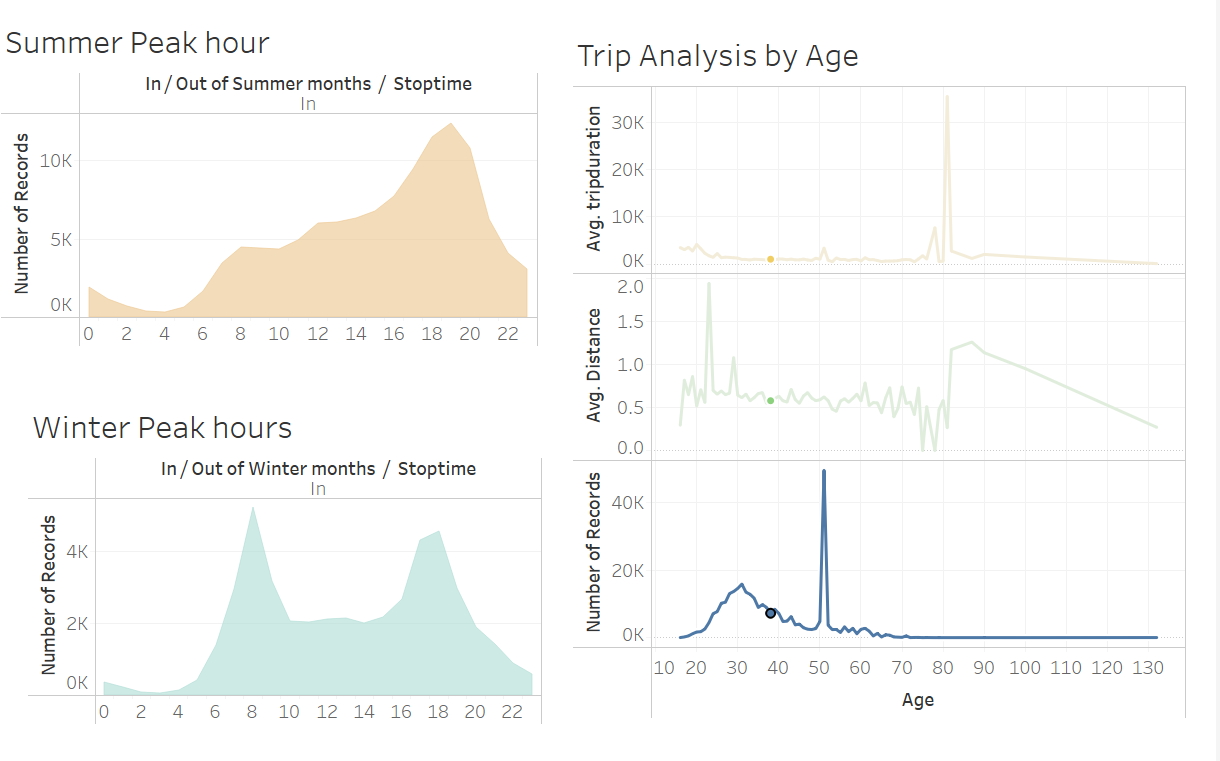 Summer Peak hour
In / Out of Summer months / Stoptime
In
Number of Records
10K
5K
0K
0 2 4 6 8 10 12 14 16 18 20 22
Winter Peak hours
In / Out of Winter months / Stoptime
In
Number of Records
4K
2K
0K
0 2 4 6 8 10 12 14 16 18 20 22
Trip Analysis by Age
Avg. tripduration
30K
20K
10K
0K
Avg. Distance
2.0
1.5
1.0
0.5
0.0
Number of Records
40K
20K
0K
10 20 30 40 50 60 70 80 90 100 110 120 130
Age